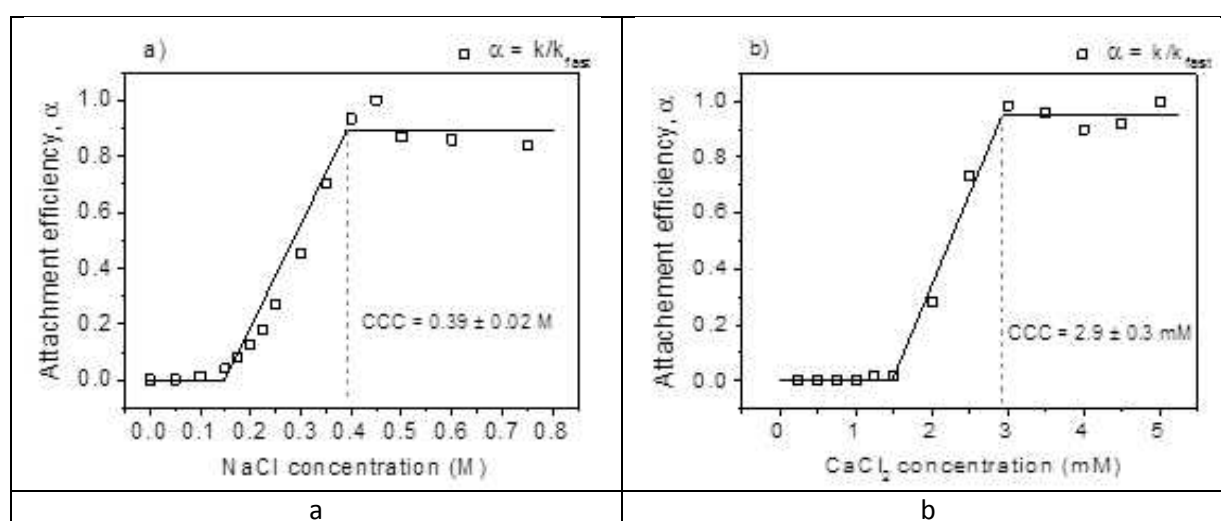 a)
α = k/k_fast
Attachment efficiency, α
1.0
0.8
0.6
0.4
0.2
0.0
CCC = 0.39 ± 0.02 M
0.0 0.1 0.2 0.3 0.4 0.5 0.6 0.7 0.8
NaCl concentration (M)
b)
α = k/k_fast
Attachement efficiency, α
1.0
0.8
0.6
0.4
0.2
0.0
CCC = 2.9 ± 0.3 mM
0 1 2 3 4 5
CaCl₂ concentration (mM)
a
b